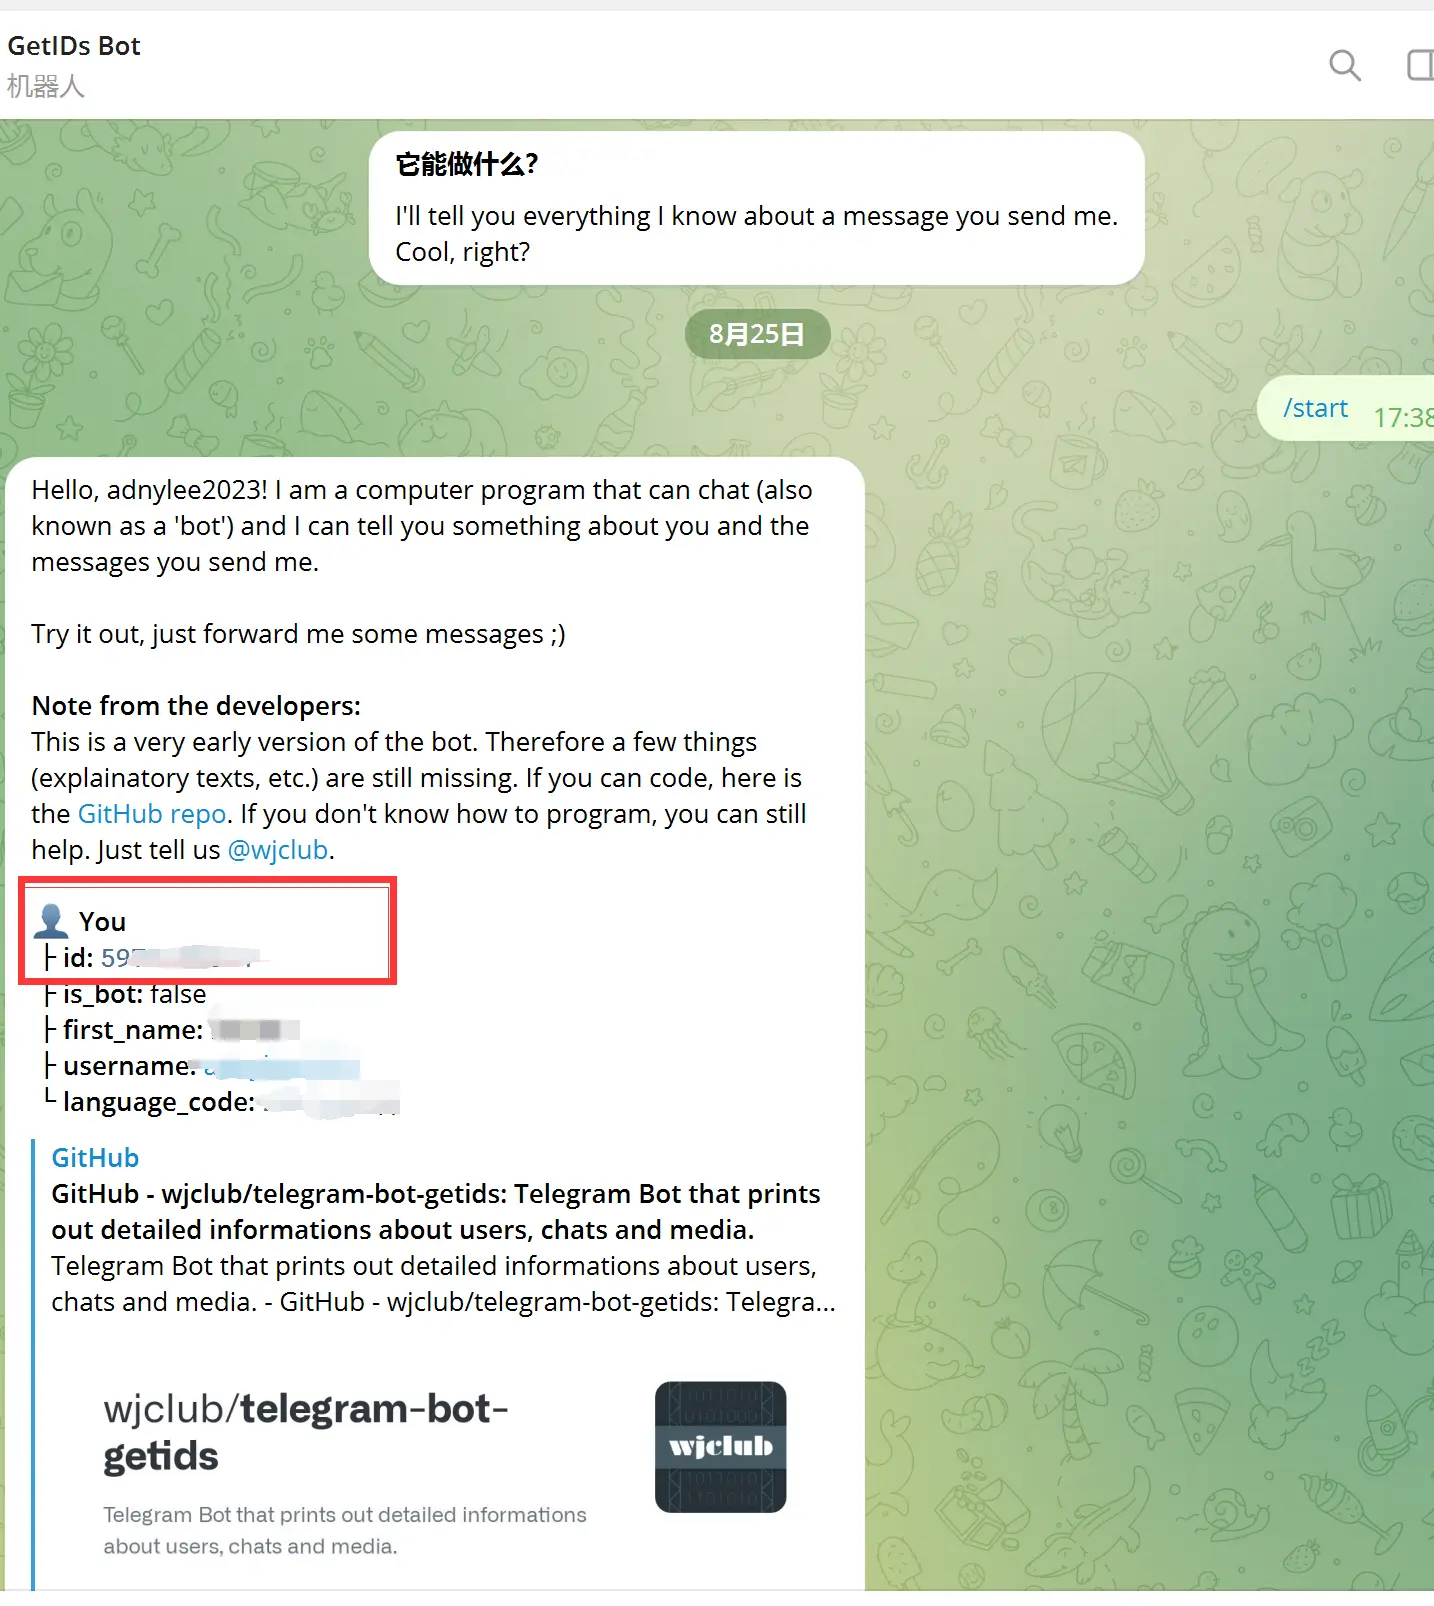 GetIDs Bot
机器人
它能做什么?
I'll tell you everything I know about a message you send me.
Cool, right?
8月25日
/start 17:38
Hello, adnylee2023! I am a computer program that can chat (also
known as a 'bot') and I can tell you something about you and the
messages you send me.
Try it out, just forward me some messages ;)
Note from the developers:
This is a very early version of the bot. Therefore a few things
(explainatory texts, etc.) are still missing. If you can code, here is
the GitHub repo. If you don't know how to program, you can still
help. Just tell us @wjclub.
You
├ id: 59
├ is_bot: false
├ first_name:
├ username:
└ language_code:
GitHub
GitHub - wjclub/telegram-bot-getids: Telegram Bot that prints
out detailed informations about users, chats and media.
Telegram Bot that prints out detailed informations about users,
chats and media. - GitHub - wjclub/telegram-bot-getids: Telegra...
wjclub/telegram-bot-
getids
wjclub
Telegram Bot that prints out detailed informations
about users, chats and media.